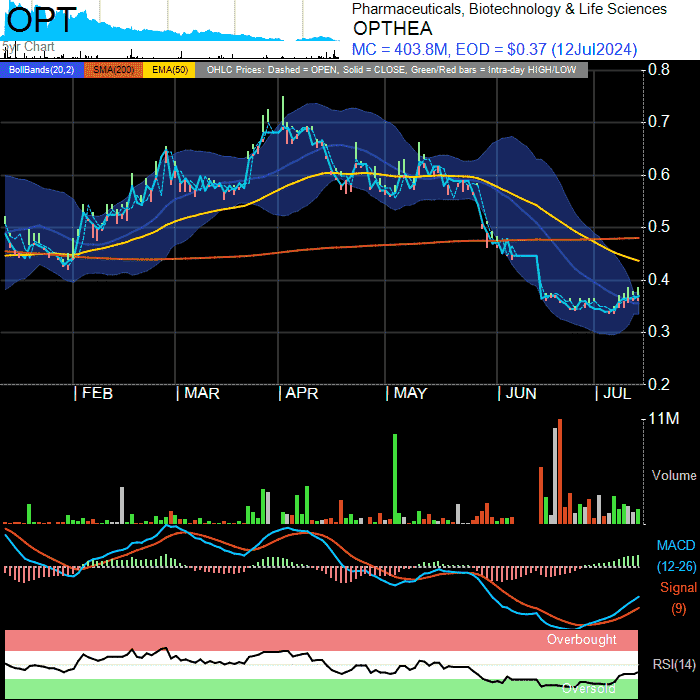 OPT
5yr Chart
Pharmaceuticals, Biotechnology & Life Sciences
OPTHEA
MC = 403.8M, EOD = $0.37 (12Jul2024)
BollBands(20,2) SMA(200) EMA(50) OHLC Prices: Dashed = OPEN, Solid = CLOSE, Green/Red bars = Intra-day HIGH/LOW
0.8
0.7
0.6
0.5
0.4
0.3
0.2
| FEB | MAR | APR | MAY | JUN | JUL
11M
Volume
MACD
(12-26)
Signal
(9)
Overbought
RSI(14)
Oversold